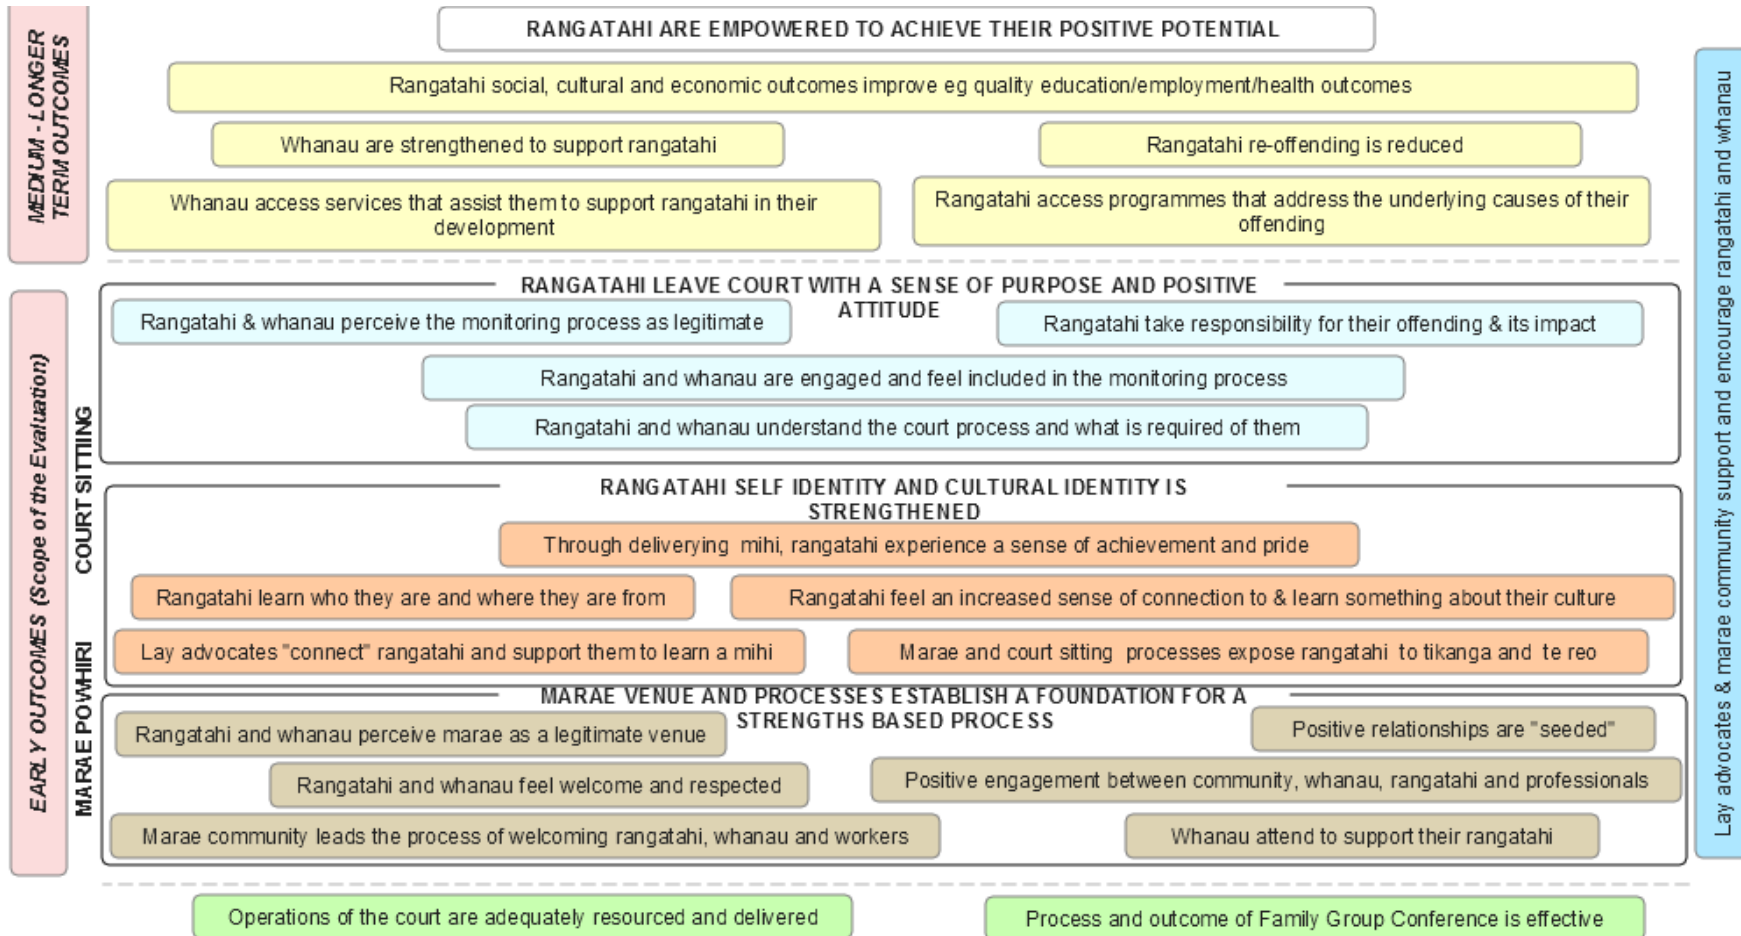 RANGATAHI ARE EMPOWERED TO ACHIEVE THEIR POSITIVE POTENTIAL
MEDIUM - LONGER
TERM OUTCOMES
Rangatahi social, cultural and economic outcomes improve eg quality education/employment/health outcomes
Whanau are strengthened to support rangatahi
Rangatahi re-offending is reduced
Whanau access services that assist them to support rangatahi in their
development
Rangatahi access programmes that address the underlying causes of their
offending
Lay advocates & marae community support and encourage rangatahi and whanau
EARLY OUTCOMES (Scope of the Evaluation)
COURT SITTIING
RANGATAHI LEAVE COURT WITH A SENSE OF PURPOSE AND POSITIVE
ATTITUDE
Rangatahi & whanau perceive the monitoring process as legitimate
Rangatahi take responsibility for their offending & its impact
Rangatahi and whanau are engaged and feel included in the monitoring process
Rangatahi and whanau understand the court process and what is required of them
RANGATAHI SELF IDENTITY AND CULTURAL IDENTITY IS
STRENGTHENED
Through deliverying mihi, rangatahi experience a sense of achievement and pride
Rangatahi learn who they are and where they are from
Rangatahi feel an increased sense of connection to & learn something about their culture
Lay advocates "connect" rangatahi and support them to learn a mihi
Marae and court sitting processes expose rangatahi to tikanga and te reo
MARAE POWHIRI
MARAE VENUE AND PROCESSES ESTABLISH A FOUNDATION FOR A
STRENGTHS BASED PROCESS
Rangatahi and whanau perceive marae as a legitimate venue
Positive relationships are "seeded"
Rangatahi and whanau feel welcome and respected
Positive engagement between community, whanau, rangatahi and professionals
Marae community leads the process of welcoming rangatahi, whanau and workers
Whanau attend to support their rangatahi
Operations of the court are adequately resourced and delivered
Process and outcome of Family Group Conference is effective